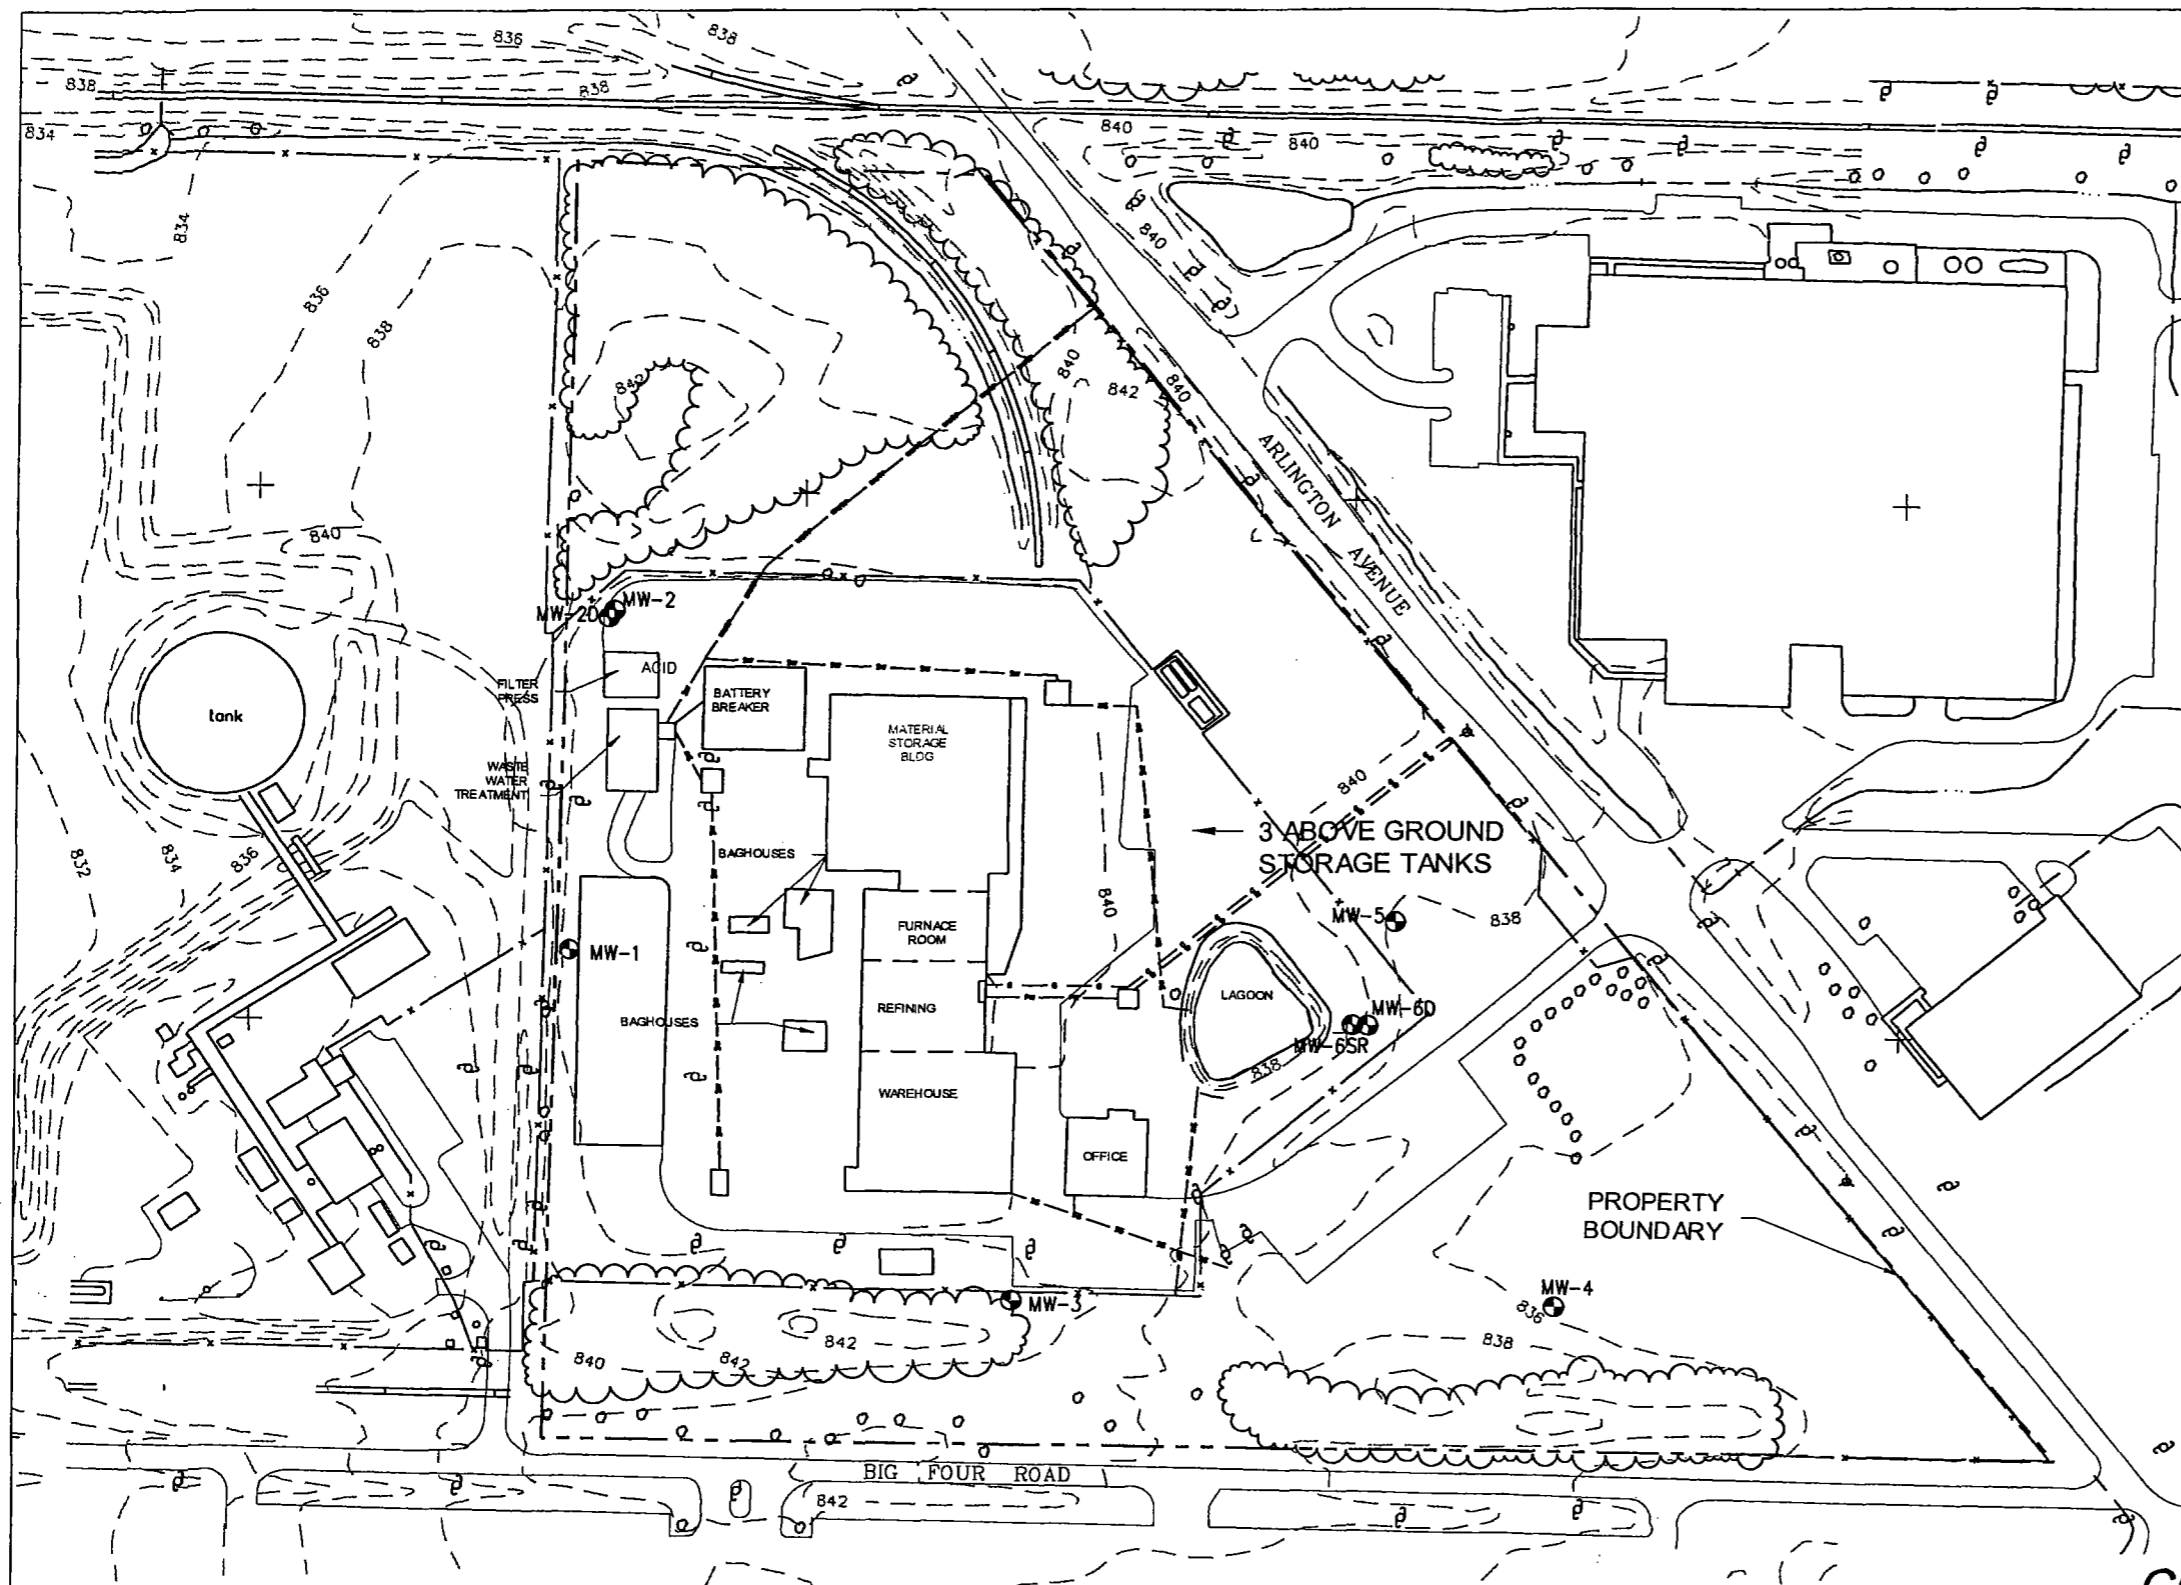 836
838
838
838
834
840
840
834
840
836
838
842
840
842
840
ARLINGTON
AVENUE
840
MW-2
MW-2D
ACID
FILTER
PRESS
BATTERY
BREAKER
tank
MATERIAL
STORAGE
BLDG
WASTE
WATER
TREATMENT
840
3 ABOVE GROUND
STORAGE TANKS
832
834
836
BAGHOUSES
840
MW-5
838
FURNACE
ROOM
MW-1
LAGOON
REFINING
MW-6D
BAGHOUSES
MW-6SR
838
WAREHOUSE
OFFICE
PROPERTY
BOUNDARY
MW-4
MW-3
836
838
842
840
842
BIG FOUR ROAD
842